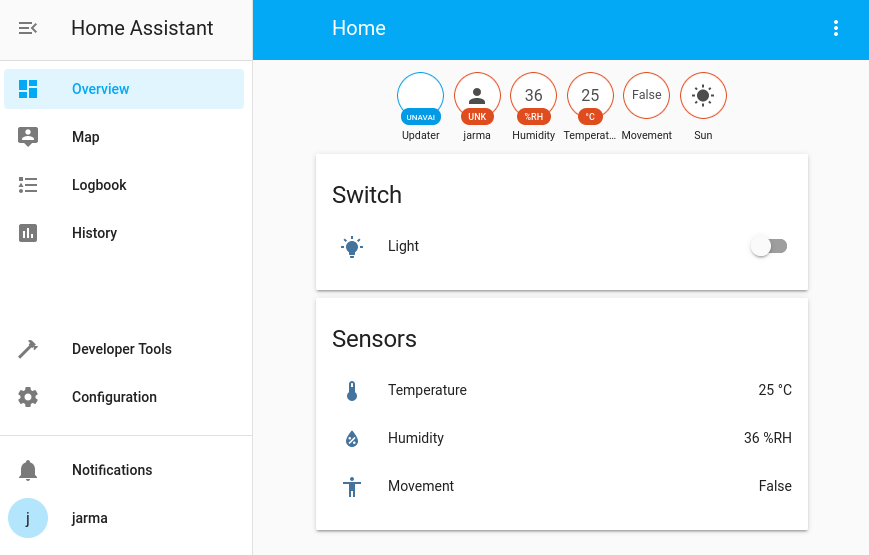 Home Assistant
Overview
Map
Logbook
History
Developer Tools
Configuration
Notifications
j jarma
Home
36 25 False
UNAVAI UNK %RH °C
Updater jarma Humidity Temperat... Movement Sun
Switch
Light
Sensors
Temperature 25 °C
Humidity 36 %RH
Movement False